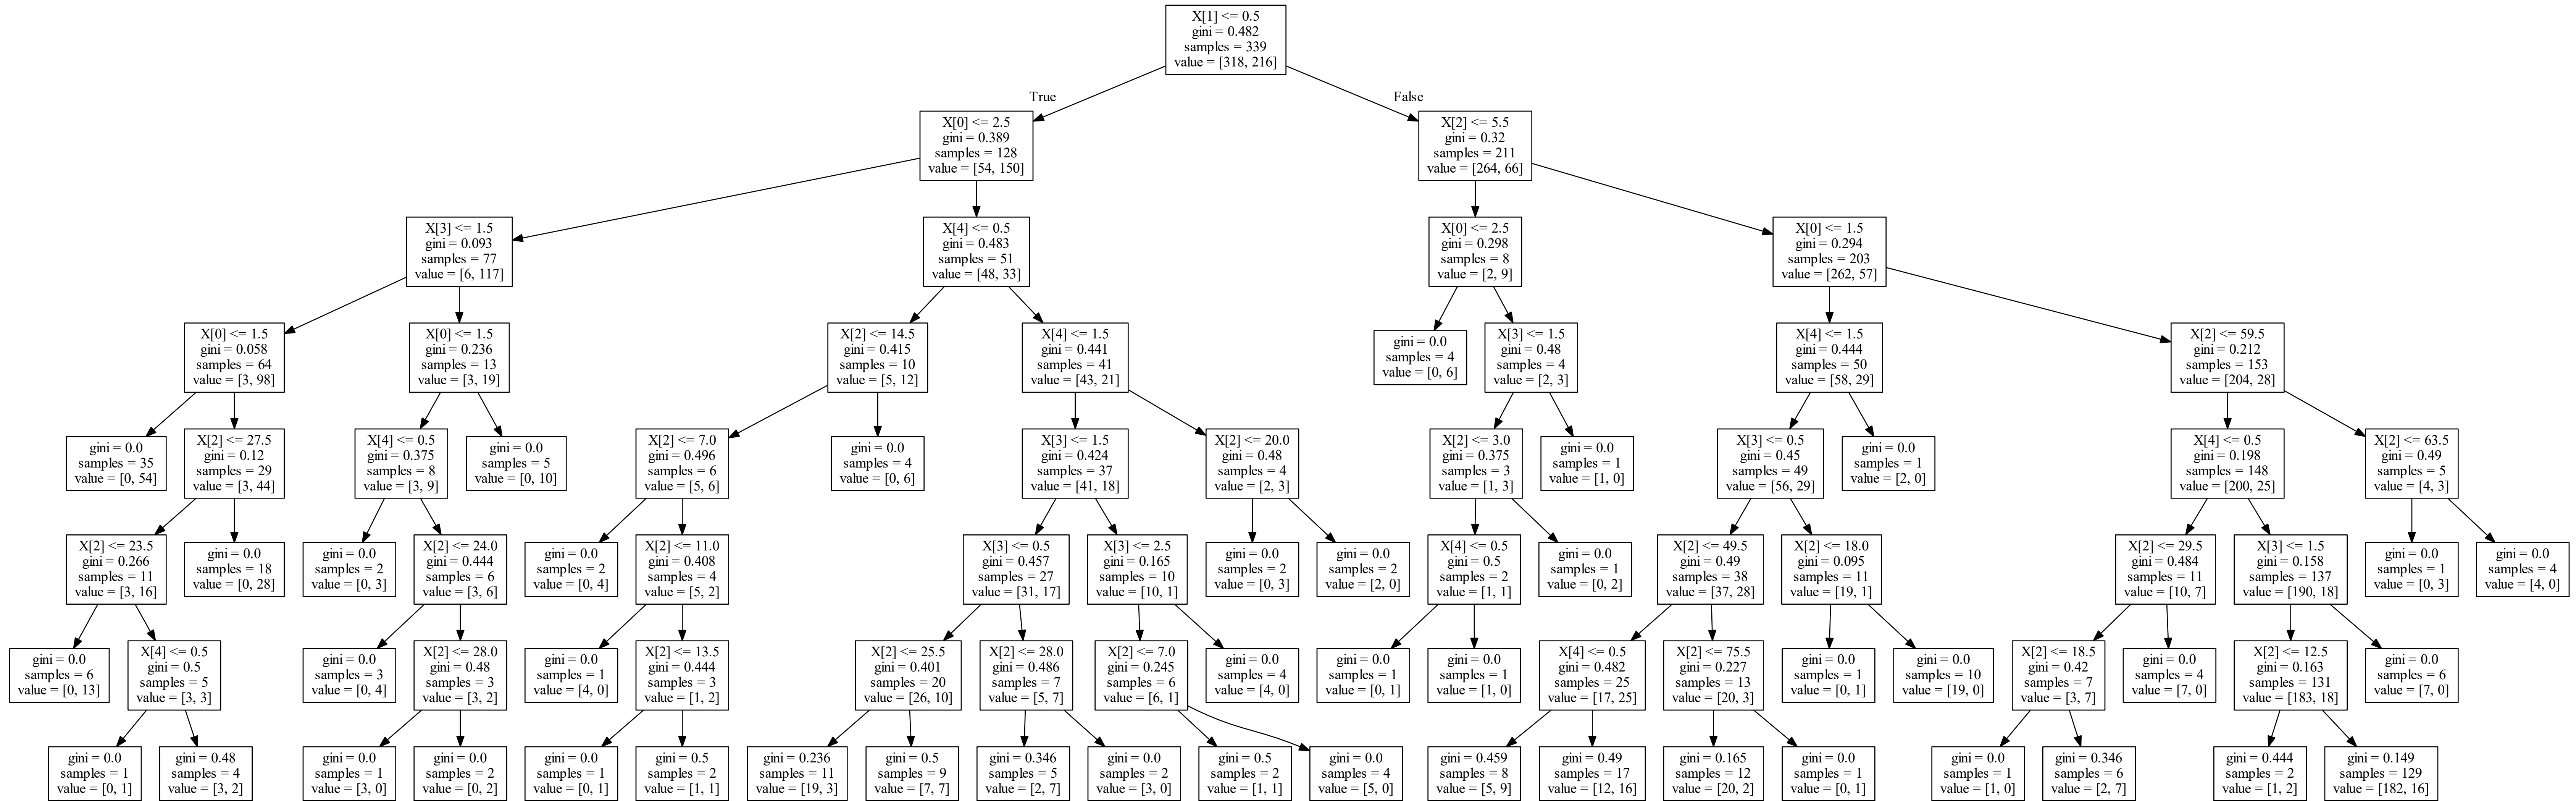 X[1] <= 0.5
gini = 0.482
samples = 339
value = [318, 216]
True
False
X[0] <= 2.5
gini = 0.389
samples = 128
value = [54, 150]
X[2] <= 5.5
gini = 0.32
samples = 211
value = [264, 66]
X[3] <= 1.5
gini = 0.093
samples = 77
value = [6, 117]
X[4] <= 0.5
gini = 0.483
samples = 51
value = [48, 33]
X[0] <= 2.5
gini = 0.298
samples = 8
value = [2, 9]
X[0] <= 1.5
gini = 0.294
samples = 203
value = [262, 57]
X[0] <= 1.5
gini = 0.058
samples = 64
value = [3, 98]
X[0] <= 1.5
gini = 0.236
samples = 13
value = [3, 19]
X[2] <= 14.5
gini = 0.415
samples = 10
value = [5, 12]
X[4] <= 1.5
gini = 0.441
samples = 41
value = [43, 21]
gini = 0.0
samples = 4
value = [0, 6]
X[3] <= 1.5
gini = 0.48
samples = 4
value = [2, 3]
X[4] <= 1.5
gini = 0.444
samples = 50
value = [58, 29]
X[2] <= 59.5
gini = 0.212
samples = 153
value = [204, 28]
gini = 0.0
samples = 35
value = [0, 54]
X[2] <= 27.5
gini = 0.12
samples = 29
value = [3, 44]
X[4] <= 0.5
gini = 0.375
samples = 8
value = [3, 9]
gini = 0.0
samples = 5
value = [0, 10]
X[2] <= 7.0
gini = 0.496
samples = 6
value = [5, 6]
gini = 0.0
samples = 4
value = [0, 6]
X[3] <= 1.5
gini = 0.424
samples = 37
value = [41, 18]
X[2] <= 20.0
gini = 0.48
samples = 4
value = [2, 3]
X[2] <= 3.0
gini = 0.375
samples = 3
value = [1, 3]
gini = 0.0
samples = 1
value = [1, 0]
X[3] <= 0.5
gini = 0.45
samples = 49
value = [56, 29]
gini = 0.0
samples = 1
value = [2, 0]
X[4] <= 0.5
gini = 0.198
samples = 148
value = [200, 25]
X[2] <= 63.5
gini = 0.49
samples = 5
value = [4, 3]
X[2] <= 23.5
gini = 0.266
samples = 11
value = [3, 16]
gini = 0.0
samples = 18
value = [0, 28]
gini = 0.0
samples = 2
value = [0, 3]
X[2] <= 24.0
gini = 0.444
samples = 6
value = [3, 6]
gini = 0.0
samples = 2
value = [0, 4]
X[2] <= 11.0
gini = 0.408
samples = 4
value = [5, 2]
X[3] <= 0.5
gini = 0.457
samples = 27
value = [31, 17]
X[3] <= 2.5
gini = 0.165
samples = 10
value = [10, 1]
gini = 0.0
samples = 2
value = [0, 3]
gini = 0.0
samples = 2
value = [2, 0]
X[4] <= 0.5
gini = 0.5
samples = 2
value = [1, 1]
gini = 0.0
samples = 1
value = [0, 2]
X[2] <= 49.5
gini = 0.49
samples = 38
value = [37, 28]
X[2] <= 18.0
gini = 0.095
samples = 11
value = [19, 1]
X[2] <= 29.5
gini = 0.484
samples = 11
value = [10, 7]
X[3] <= 1.5
gini = 0.158
samples = 137
value = [190, 18]
gini = 0.0
samples = 1
value = [0, 3]
gini = 0.0
samples = 4
value = [4, 0]
gini = 0.0
samples = 6
value = [0, 13]
X[4] <= 0.5
gini = 0.5
samples = 5
value = [3, 3]
gini = 0.0
samples = 3
value = [0, 4]
X[2] <= 28.0
gini = 0.48
samples = 3
value = [3, 2]
gini = 0.0
samples = 1
value = [4, 0]
X[2] <= 13.5
gini = 0.444
samples = 3
value = [1, 2]
X[2] <= 25.5
gini = 0.401
samples = 20
value = [26, 10]
X[2] <= 28.0
gini = 0.486
samples = 7
value = [5, 7]
X[2] <= 7.0
gini = 0.245
samples = 6
value = [6, 1]
gini = 0.0
samples = 4
value = [4, 0]
gini = 0.0
samples = 1
value = [0, 1]
gini = 0.0
samples = 1
value = [1, 0]
X[4] <= 0.5
gini = 0.482
samples = 25
value = [17, 25]
X[2] <= 75.5
gini = 0.227
samples = 13
value = [20, 3]
gini = 0.0
samples = 1
value = [0, 1]
gini = 0.0
samples = 10
value = [19, 0]
X[2] <= 18.5
gini = 0.42
samples = 7
value = [3, 7]
gini = 0.0
samples = 4
value = [7, 0]
X[2] <= 12.5
gini = 0.163
samples = 131
value = [183, 18]
gini = 0.0
samples = 6
value = [7, 0]
gini = 0.0
samples = 1
value = [0, 1]
gini = 0.48
samples = 4
value = [3, 2]
gini = 0.0
samples = 1
value = [3, 0]
gini = 0.0
samples = 2
value = [0, 2]
gini = 0.0
samples = 1
value = [0, 1]
gini = 0.5
samples = 2
value = [1, 1]
gini = 0.236
samples = 11
value = [19, 3]
gini = 0.5
samples = 9
value = [7, 7]
gini = 0.346
samples = 5
value = [2, 7]
gini = 0.0
samples = 2
value = [3, 0]
gini = 0.5
samples = 2
value = [1, 1]
gini = 0.0
samples = 4
value = [5, 0]
gini = 0.459
samples = 8
value = [5, 9]
gini = 0.49
samples = 17
value = [12, 16]
gini = 0.165
samples = 12
value = [20, 2]
gini = 0.0
samples = 1
value = [0, 1]
gini = 0.0
samples = 1
value = [1, 0]
gini = 0.346
samples = 6
value = [2, 7]
gini = 0.444
samples = 2
value = [1, 2]
gini = 0.149
samples = 129
value = [182, 16]